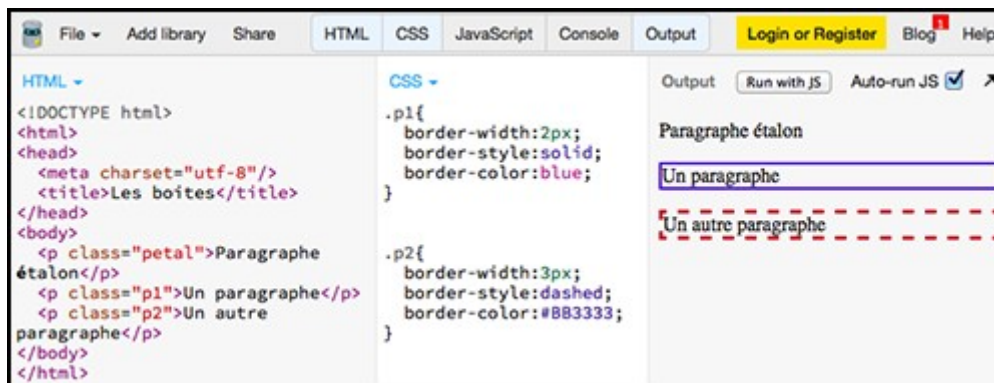 File Add library Share HTML CSS JavaScript Console Output Login or Register Blog 1 Help
HTML
<!DOCTYPE html>
<html>
<head>
<meta charset="utf-8"/>
<title>Les boites</title>
</head>
<body>
<p class="petal">Paragraphe
étalon</p>
<p class="p1">Un paragraphe</p>
<p class="p2">Un autre
paragraphe</p>
</body>
</html>
CSS
.p1{
border-width:2px;
border-style:solid;
border-color:blue;
}
.p2{
border-width:3px;
border-style:dashed;
border-color:#BB3333;
}
Output Run with JS Auto-run JS
Paragraphe étalon
Un paragraphe
Un autre paragraphe